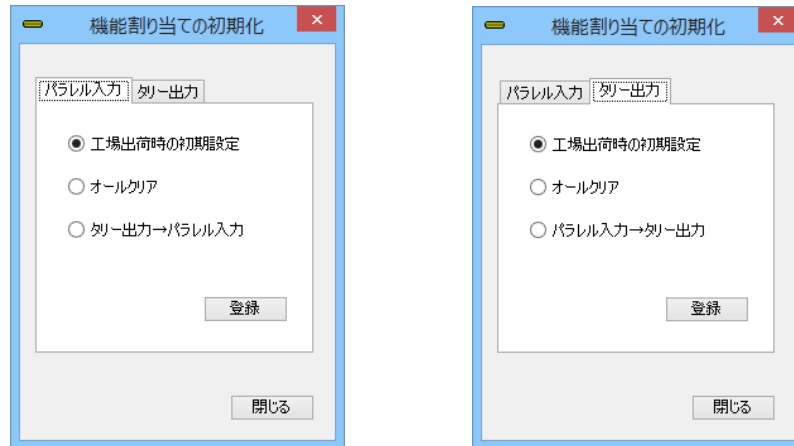 機能割り当ての初期化
パラレル入力 タリー出力
工場出荷時の初期設定
オールクリア
タリー出力→パラレル入力
登録
閉じる
機能割り当ての初期化
パラレル入力 タリー出力
工場出荷時の初期設定
オールクリア
パラレル入力→タリー出力
登録
閉じる